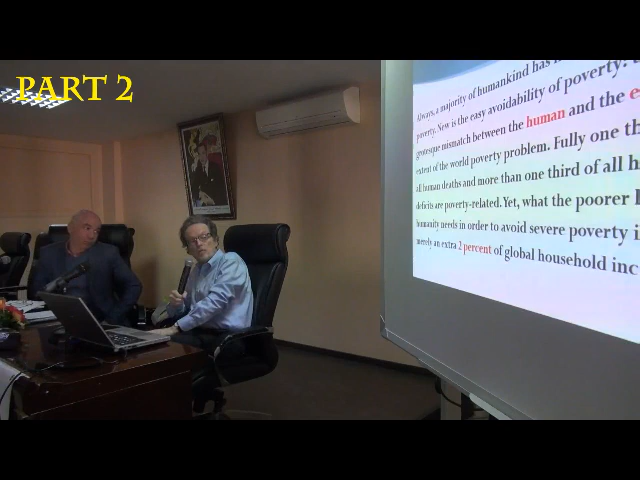 PART 2
Always, a majority of humankind has
poverty. New is the easy avoidability of poverty:
grotesque mismatch between the human and the
extent of the world poverty problem. Fully one
all human deaths and more than one third of all
deficits are poverty-related. Yet, what the poorer
humanity needs in order to avoid severe poverty
merely an extra 2 percent of global household